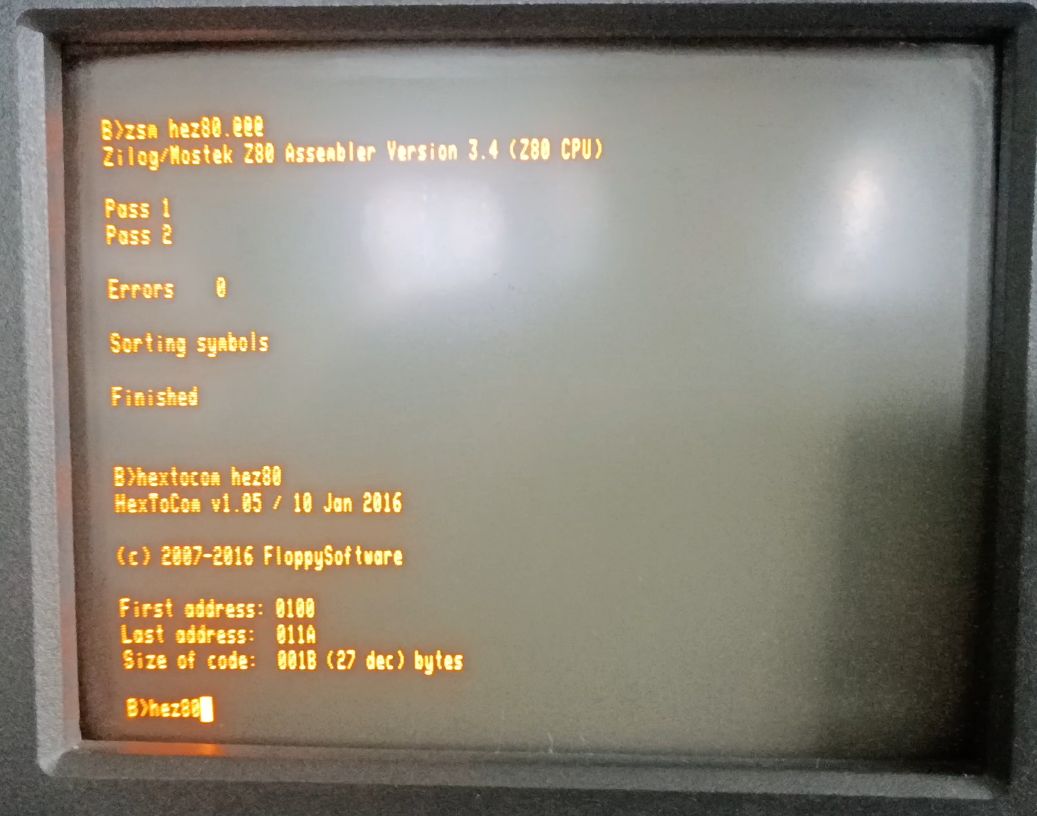 B>zsm hez80.@@@
Zilog/Mostek Z80 Assembler Version 3.4 (Z80 CPU)
Pass 1
Pass 2
Errors    0
Sorting symbols
Finished
B>hextocom hez80
HexToCom v1.05 / 10 Jan 2016
(c) 2007-2016 FloppySoftware
First address: 0100
Last address:  011A
Size of code:  001B (27 dec) bytes
B>hez80